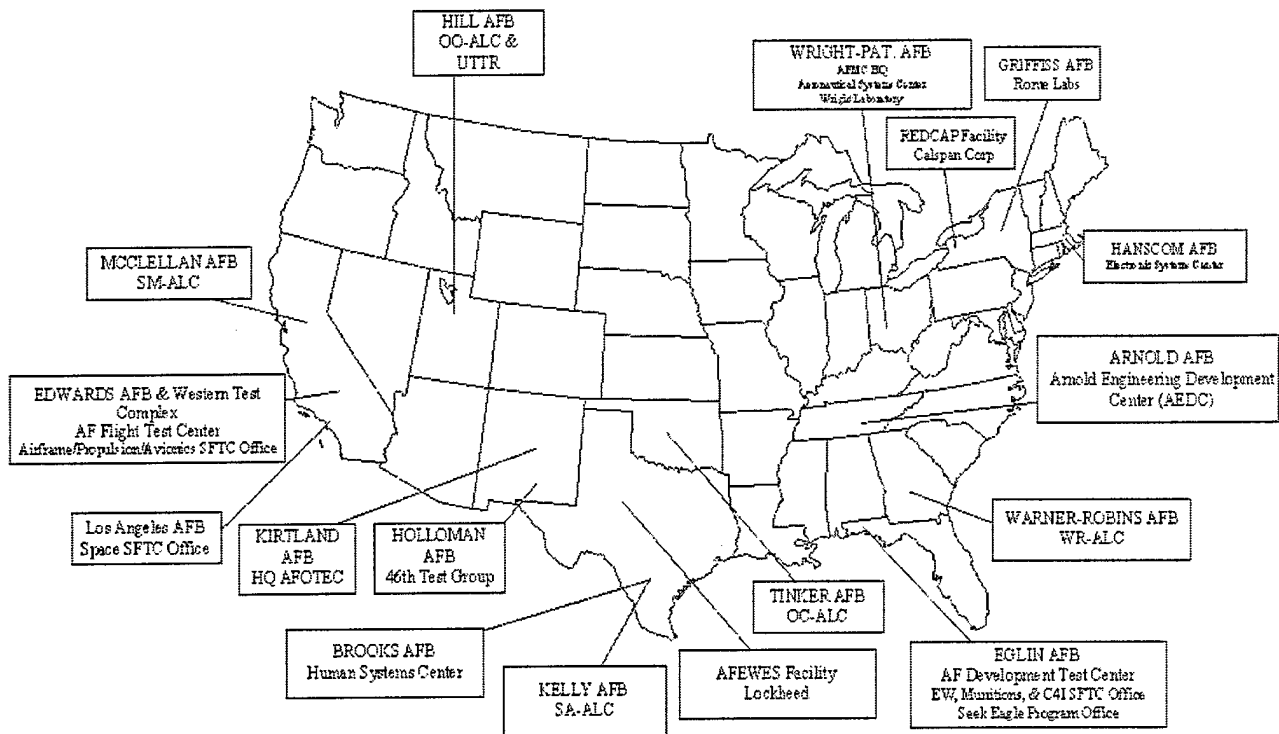 HILL AFB
OO-ALC &
UTTR
WRIGHT-PAT. AFB
AFMC HQ
Aeronautical Systems Center
Wright Laboratory
GRIFFISS AFB
Rome Labs
REDCAP Facility
Calspan Corp
HANSCOM AFB
Electronic Systems Center
MCCLELLAN AFB
SM-ALC
ARNOLD AFB
Arnold Engineering Development
Center (AEDC)
EDWARDS AFB & Western Test
Complex
AF Flight Test Center
Airframe/Propulsion/Avionics SFTC Office
Los Angeles AFB
Space SFTC Office
KIRTLAND
AFB
HQ AFOTEC
HOLLOMAN
AFB
46th Test Group
WARNER-ROBINS AFB
WR-ALC
TINKER AFB
OC-ALC
BROOKS AFB
Human Systems Center
KELLY AFB
SA-ALC
AFEWES Facility
Lockheed
EGLIN AFB
AF Development Test Center
EW, Munitions, & C4I SFTC Office
Seek Eagle Program Office